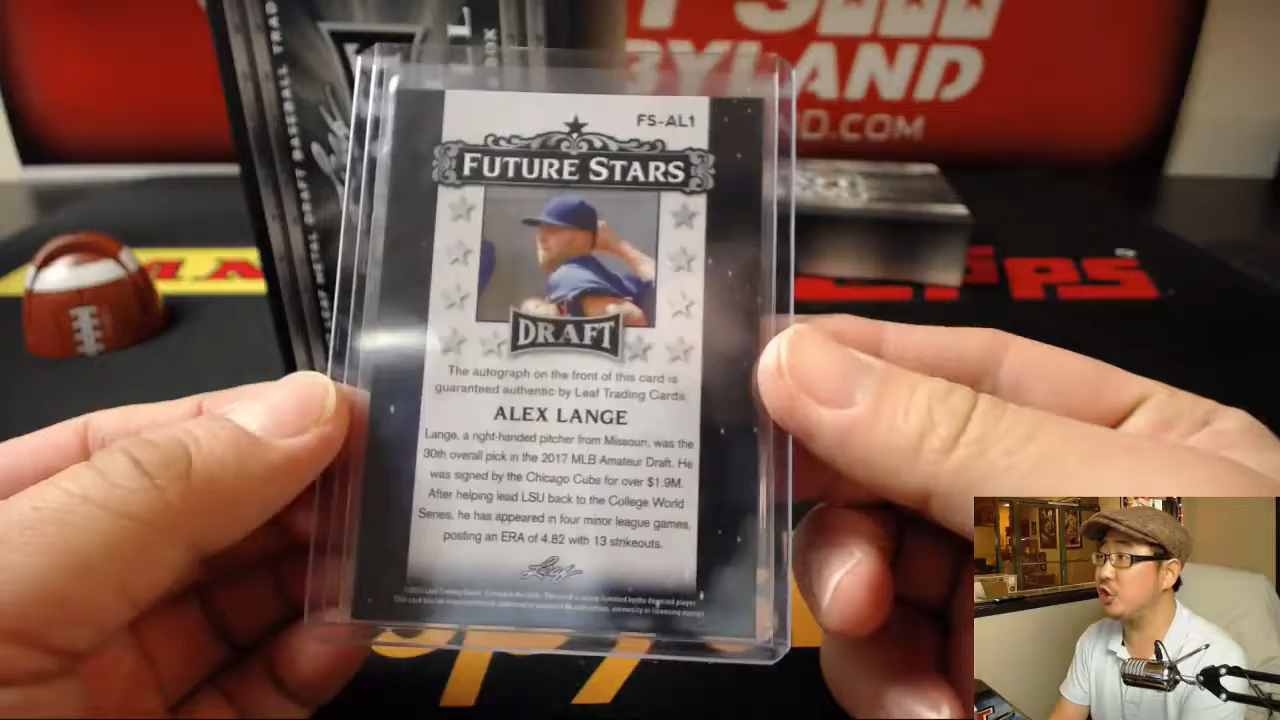 BYLAND
D.COM
BASEBALL TRAD
FS-AL1
FUTURE STARS
DRAFT
The autograph on the front of this card is
guaranteed authentic by Leaf Trading Cards.
ALEX LANGE
Lange, a right-handed pitcher from Missouri, was the
30th overall pick in the 2017 MLB Amateur Draft. He
was signed by the Chicago Cubs for over $1.9M.
After helping lead LSU back to the College World
Series, he has appeared in four minor league games,
posting an ERA of 4.82 with 13 strikeouts.
Leaf